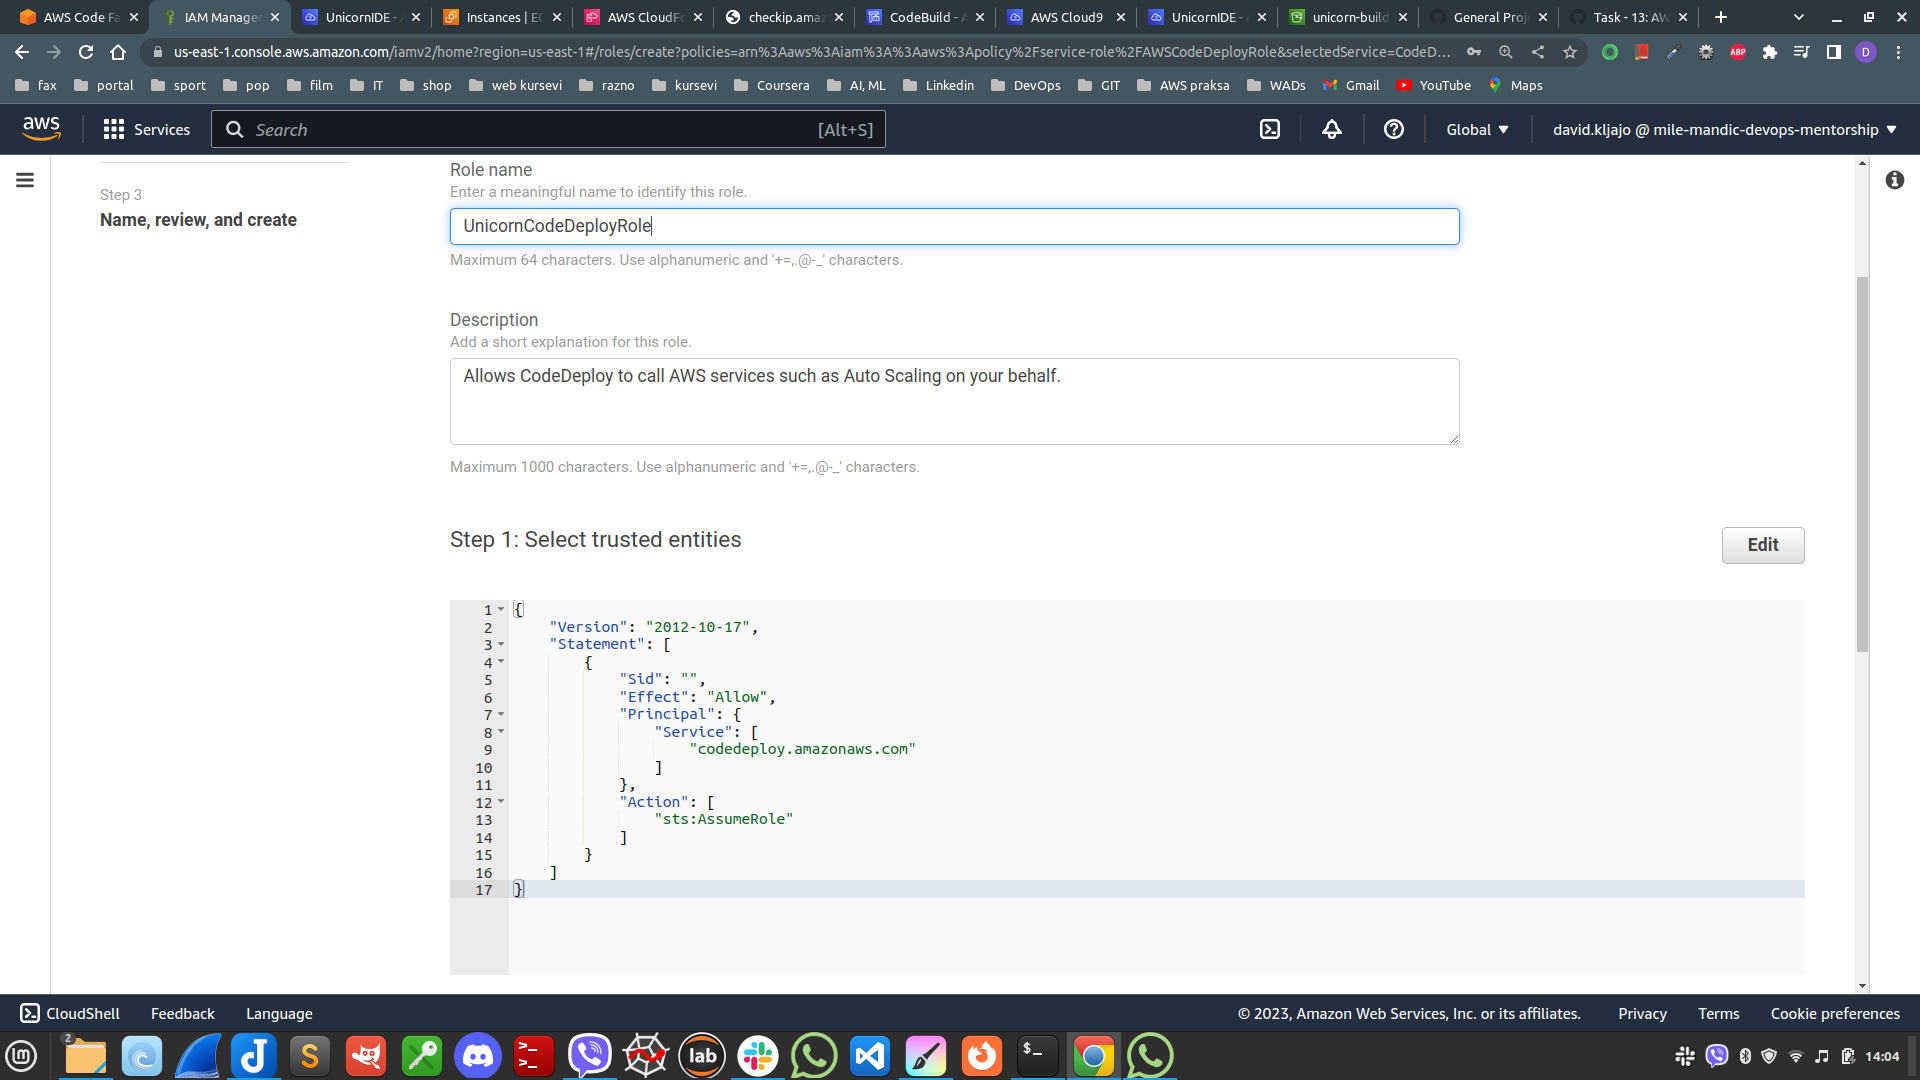 AWS Code Fa
IAM Manager
UnicornIDE - A
Instances | EC
AWS CloudFo
checkip.amaz
CodeBuild - A
AWS Cloud9
UnicornIDE - A
unicorn-build
General Proj
Task - 13: AW
us-east-1.console.aws.amazon.com/iamv2/home?region=us-east-1#/roles/create?policies=arn%3Aaws%3Aiam%3A%3Aaws%3Apolicy%2Fservice-role%2FAWSCodeDeployRole&selectedService=CodeD...
ABP
D
fax
portal
sport
pop
film
IT
shop
web kursevi
razno
kursevi
Coursera
AI, ML
Linkedin
DevOps
GIT
AWS praksa
WADs
Gmail
YouTube
Maps
aws
Services
Search
[Alt+S]
Global
david.kljajo @ mile-mandic-devops-mentorship
Step 3
Name, review, and create
Role name
Enter a meaningful name to identify this role.
UnicornCodeDeployRole
Maximum 64 characters. Use alphanumeric and '+=,.@-_' characters.
Description
Add a short explanation for this role.
Allows CodeDeploy to call AWS services such as Auto Scaling on your behalf.
Maximum 1000 characters. Use alphanumeric and '+=,.@-_' characters.
Step 1: Select trusted entities
Edit
1 {
2 "Version": "2012-10-17",
3 "Statement": [
4 {
5 "Sid": "",
6 "Effect": "Allow",
7 "Principal": {
8 "Service": [
9 "codedeploy.amazonaws.com"
10 ]
11 },
12 "Action": [
13 "sts:AssumeRole"
14 ]
15 }
16 ]
17 }
CloudShell
Feedback
Language
© 2023, Amazon Web Services, Inc. or its affiliates.
Privacy
Terms
Cookie preferences
2
lab
14:04